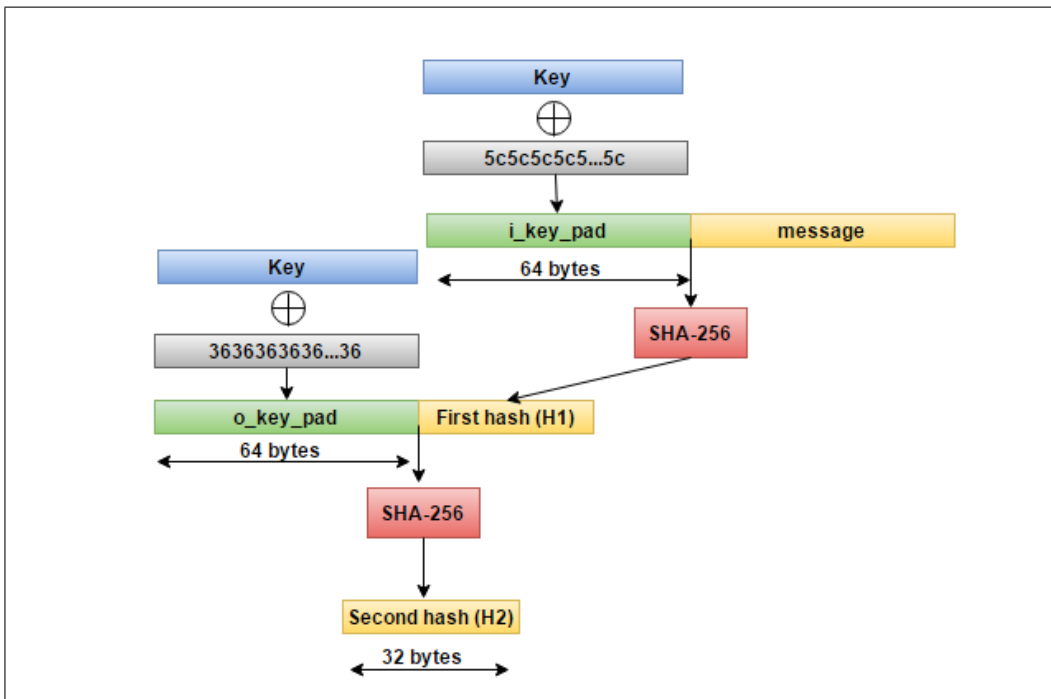 Key
5c5c5c5c5...5c
i_key_pad message
64 bytes
Key
SHA-256
3636363636...36
o_key_pad First hash (H1)
64 bytes
SHA-256
Second hash (H2)
32 bytes